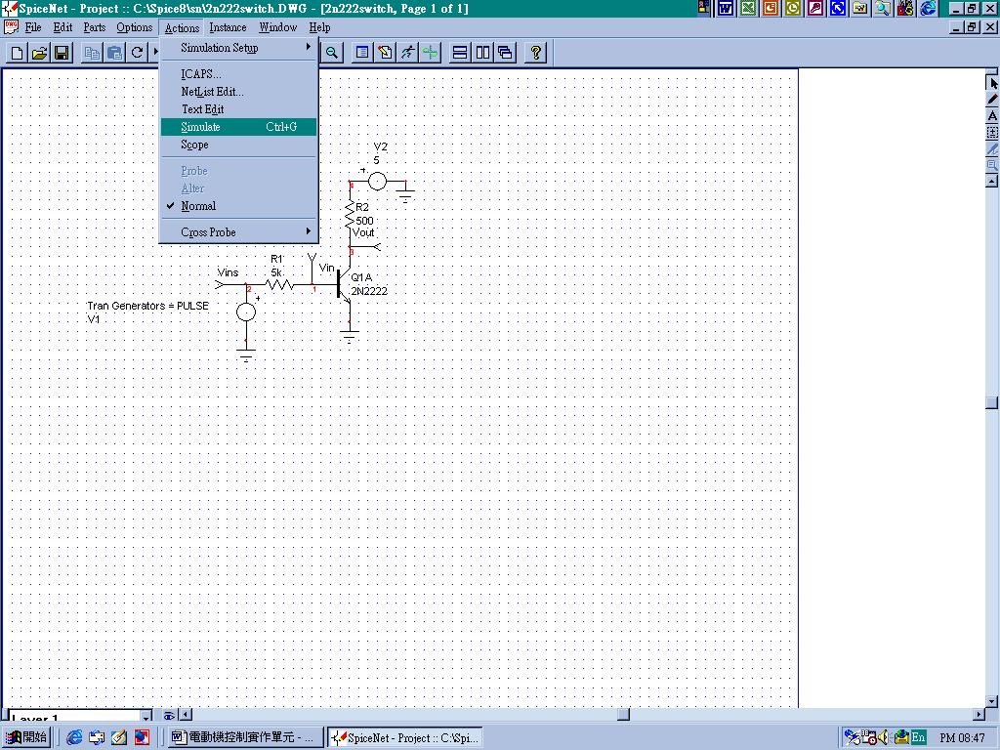 SpiceNet - Project :: C:\Spice8\sn\2n222switch.DWG - [2n222switch, Page 1 of 1]
File Edit Parts Options Actions Instance Window Help
Simulation Setup
ICAPS...
NetList Edit...
Text Edit
Simulate Ctrl+G
Scope
Probe
Alter
Normal
Cross Probe
V2
5
+
4
R2
500
Vout
3
R1
5k
Vin
Vins
2
1
Q1A
2N2222
+
Tran Generators = PULSE
V1
Layer 1
開始
電動機控制實作單元 - ...
SpiceNet - Project :: C:\Spi...
En
PM 08:47